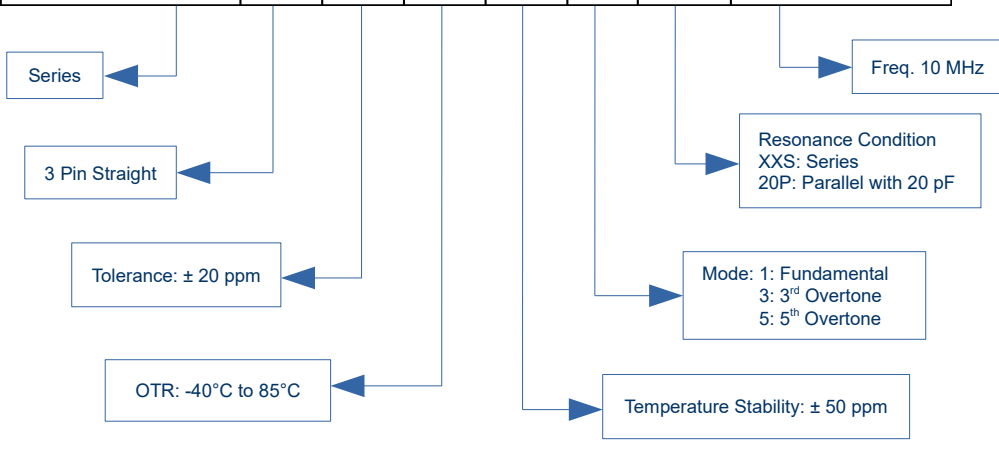 Series
Freq. 10 MHz
Resonance Condition
XXS: Series
20P: Parallel with 20 pF
3 Pin Straight
Tolerance: ± 20 ppm
Mode: 1: Fundamental
3: 3rd Overtone
5: 5th Overtone
OTR: -40°C to 85°C
Temperature Stability: ± 50 ppm